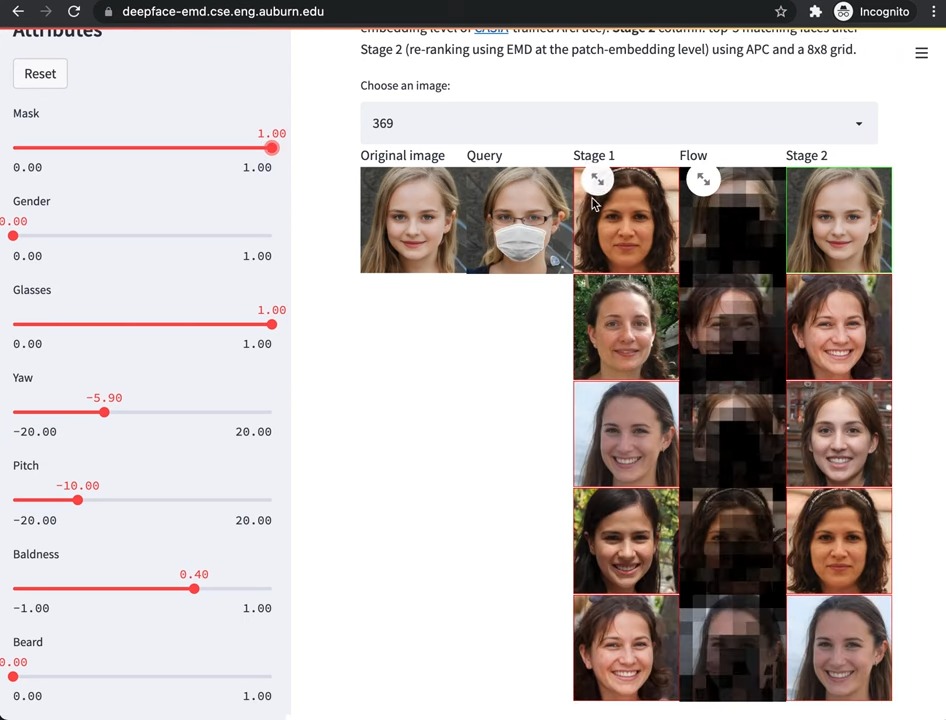 deepface-emd.cse.eng.auburn.edu
Incognito
Attributes
Reset
Mask
1.00
0.00 1.00
Gender
0.00
0.00 1.00
Glasses
1.00
0.00 1.00
Yaw
-5.90
-20.00 20.00
Pitch
-10.00
-20.00 20.00
Baldness
0.40
-1.00 1.00
Beard
0.00
0.00 1.00
embedding level of CASIA-trained ArcFace). Stage 2 column: top-5 matching faces after
Stage 2 (re-ranking using EMD at the patch-embedding level) using APC and a 8x8 grid.
Choose an image:
369
Original image Query Stage 1 Flow Stage 2